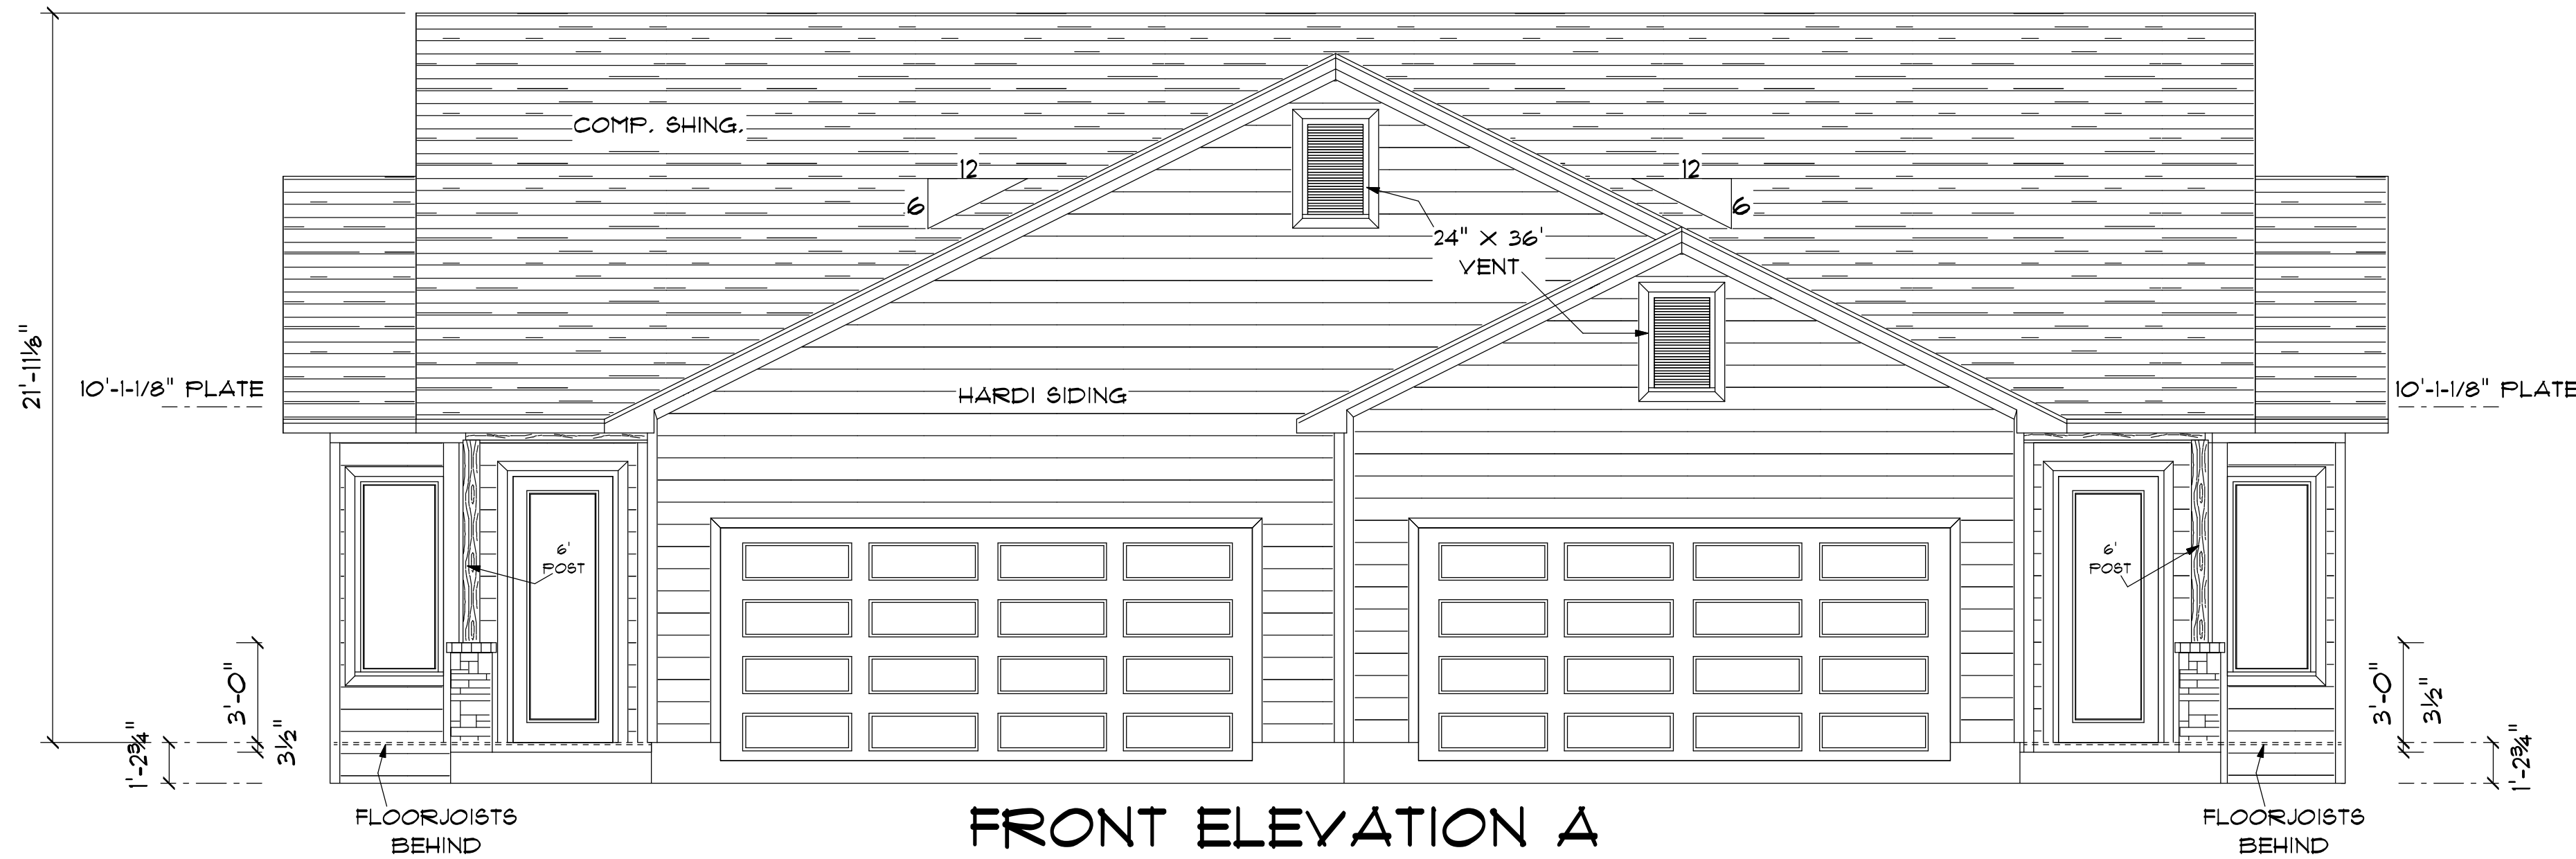 COMP. SHING.
12
6
12
6
24" X 36'
VENT
21'-11⅛"
10'-1-1/8" PLATE
HARDI SIDING
10'-1-1/8" PLATE
6'
POST
6'
POST
3'-0"
3½"
1'-2¾"
3'-0"
3½"
1'-2¾"
FLOORJOISTS
BEHIND
FRONT ELEVATION A
FLOORJOISTS
BEHIND